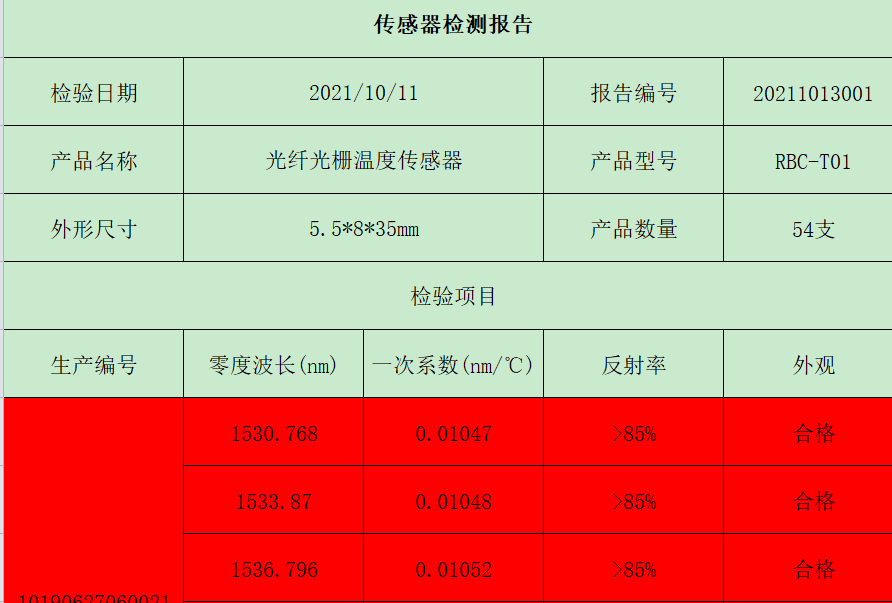 传感器检测报告
检验日期 2021/10/11 报告编号 20211013001
产品名称 光纤光栅温度传感器 产品型号 RBC-T01
外形尺寸 5.5*8*35mm 产品数量 54支
检验项目
生产编号 零度波长(nm) 一次系数(nm/℃) 反射率 外观
1530.768 0.01047 >85% 合格
1533.87 0.01048 >85% 合格
1536.796 0.01052 >85% 合格